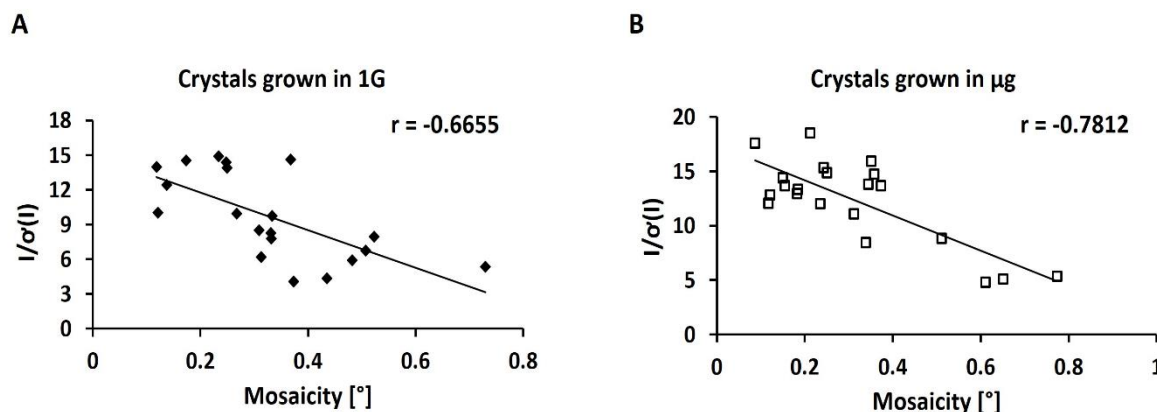 A
Crystals grown in 1G
r = -0.6655
18
15
12
9
6
3
0
I/σ(I)
0
0.2
0.4
0.6
0.8
Mosaicity [°]
B
Crystals grown in µg
r = -0.7812
20
15
10
5
0
I/σ(I)
0
0.2
0.4
0.6
0.8
1
Mosaicity [°]